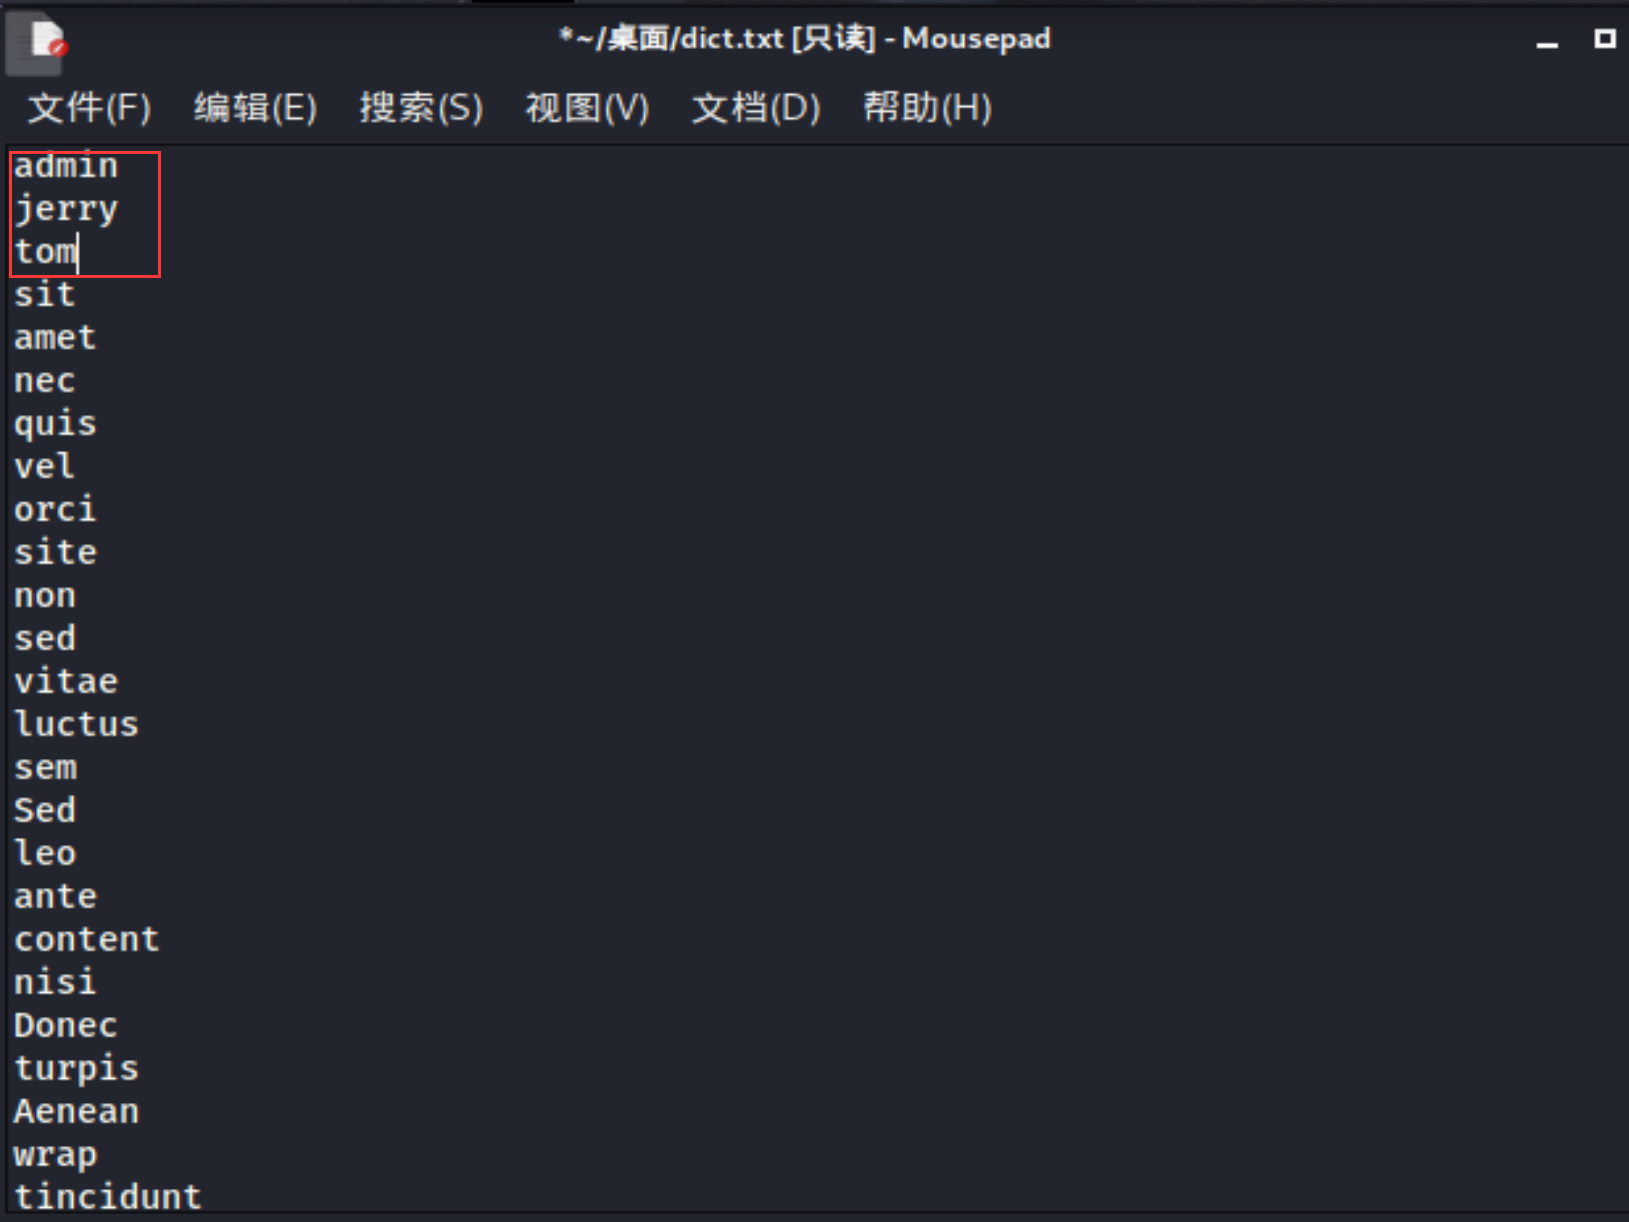 *~/桌面/dict.txt [只读] - Mousepad
文件(F) 编辑(E) 搜索(S) 视图(V) 文档(D) 帮助(H)
admin
jerry
tom
sit
amet
nec
quis
vel
orci
site
non
sed
vitae
luctus
sem
Sed
leo
ante
content
nisi
Donec
turpis
Aenean
wrap
tincidunt